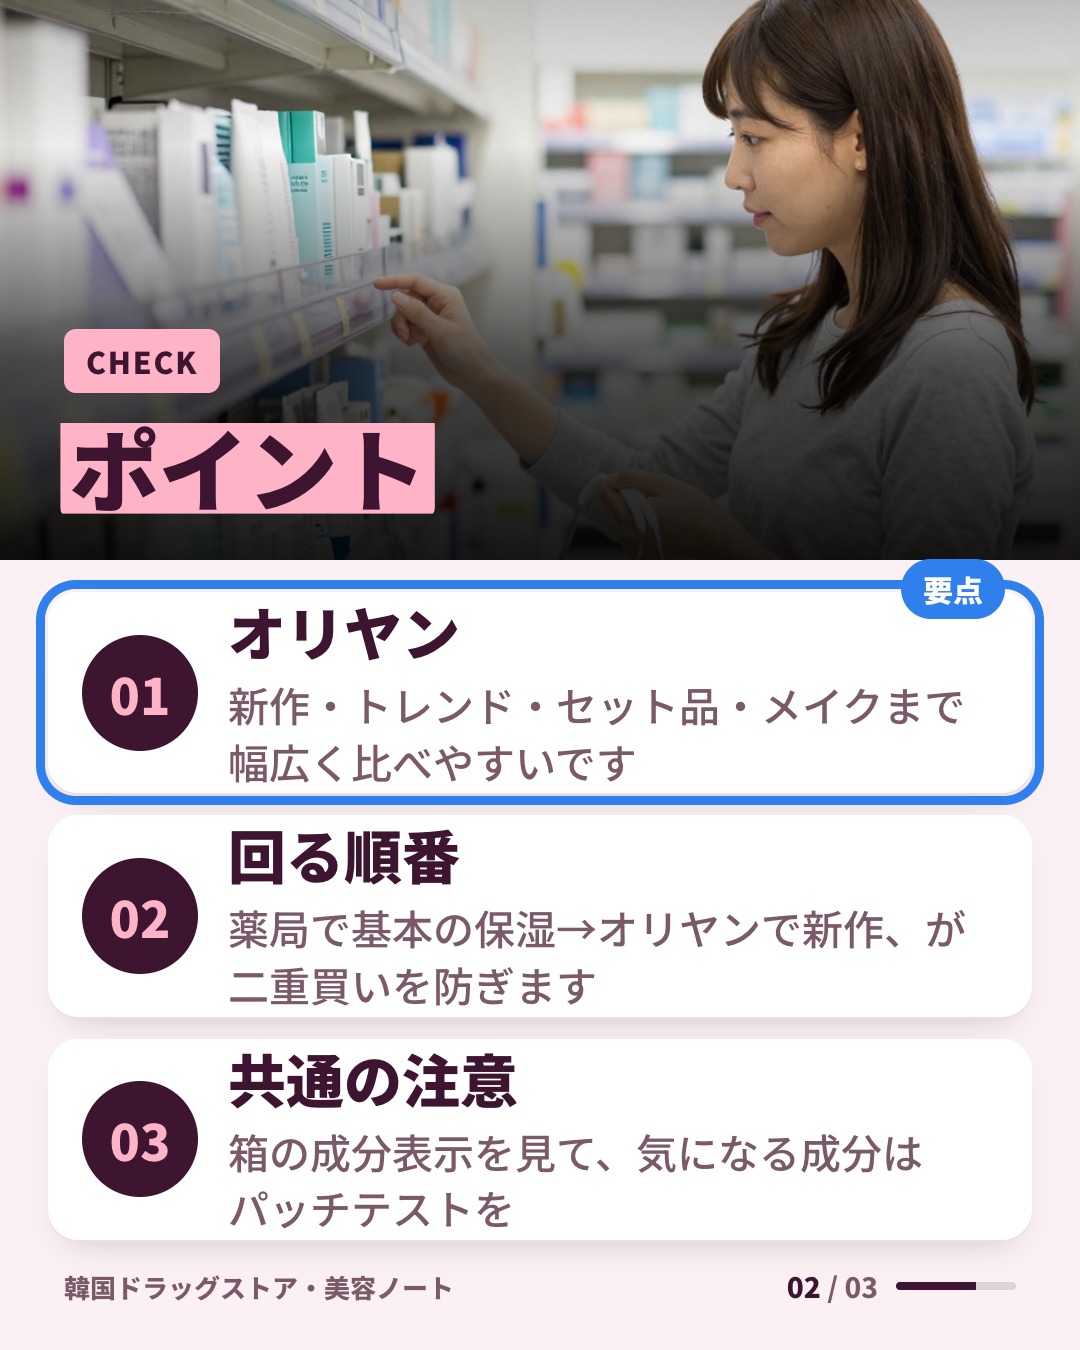 CHECK
ポイント
要点
01
オリヤン
新作・トレンド・セット品・メイクまで
幅広く比べやすいです
02
回る順番
薬局で基本の保湿→オリヤンで新作、が
二重買いを防ぎます
03
共通の注意
箱の成分表示を見て、気になる成分は
パッチテストを
韓国ドラッグストア・美容ノート
02 / 03